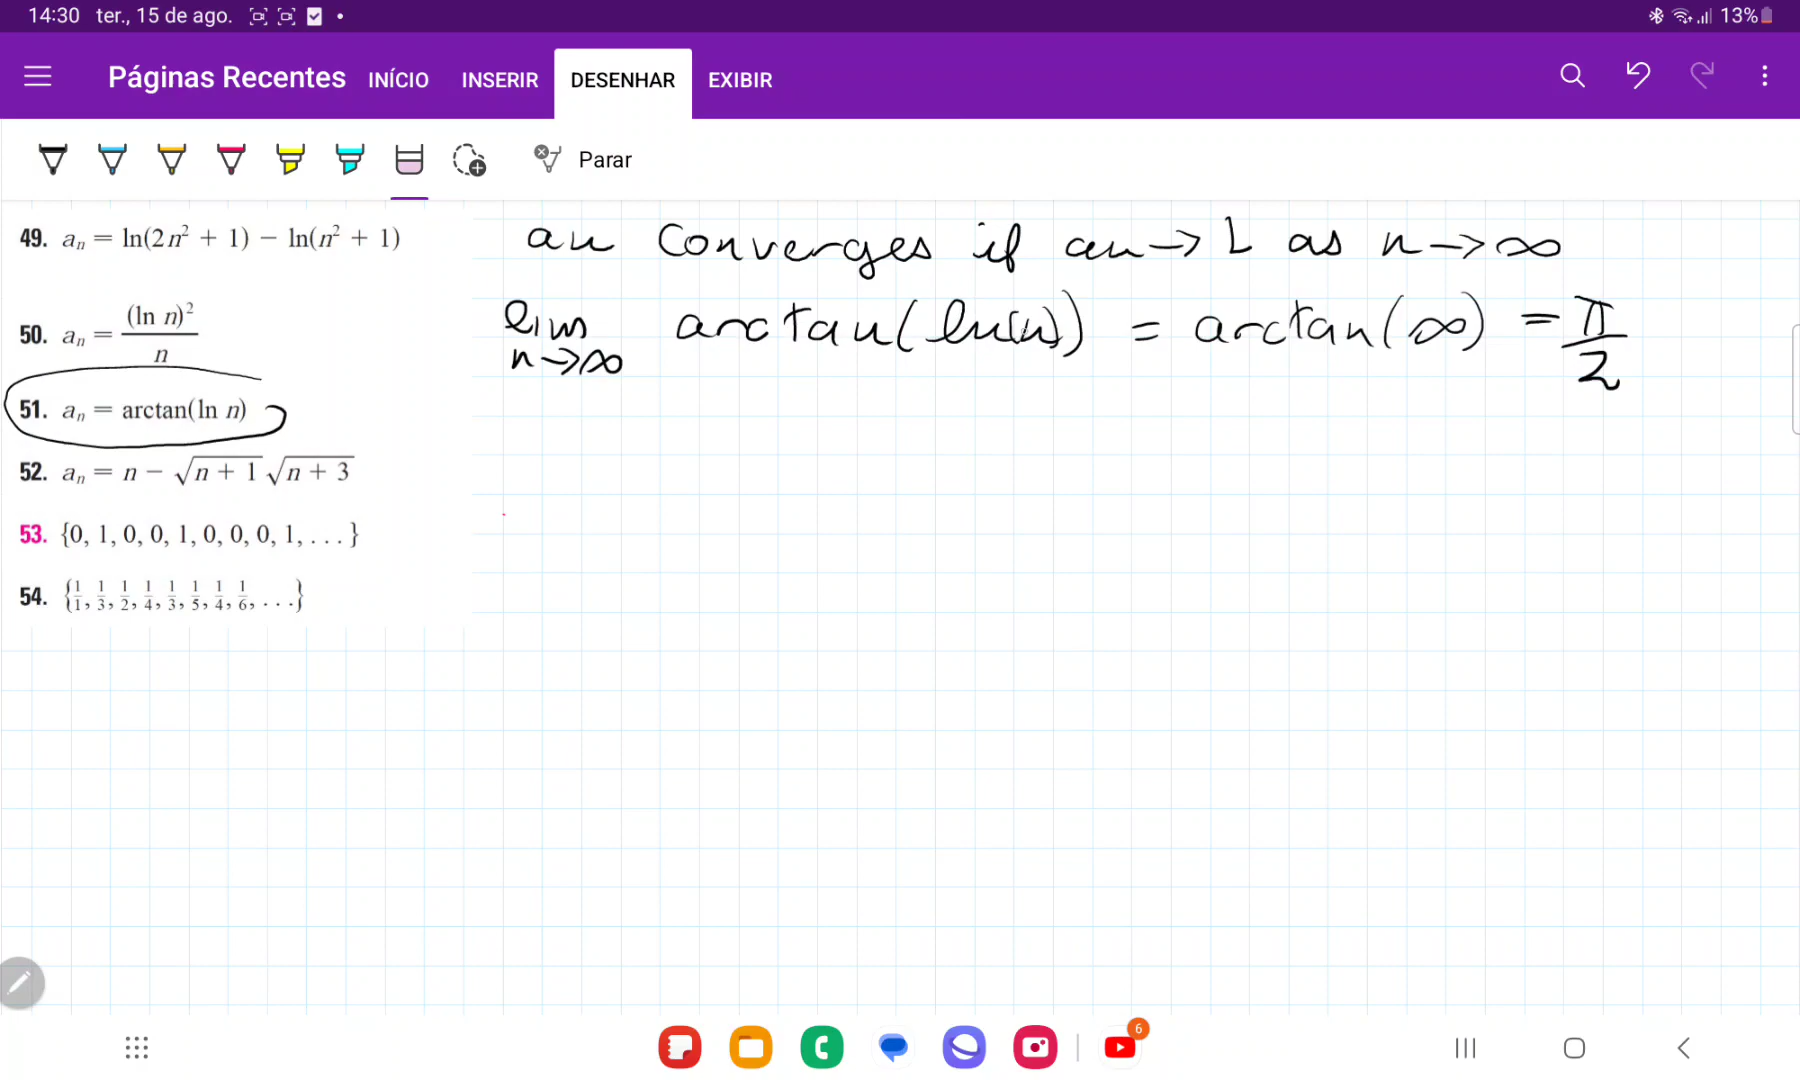 14:30 ter., 15 de ago. 13%
Páginas Recentes INÍCIO INSERIR DESENHAR EXIBIR
Parar
49. aₙ = ln(2n² + 1) − ln(n² + 1)
50. aₙ = (ln n)² / n
51. aₙ = arctan(ln n)
52. aₙ = n − √(n + 1) √(n + 3)
53. {0, 1, 0, 0, 1, 0, 0, 0, 1, . . . }
54. {1/1, 1/3, 1/2, 1/4, 1/3, 1/5, 1/4, 1/6, . . .}
an converges if an → L as n → ∞
lim n→∞ arctan(ln(n)) = arctan(∞) = π/2
6